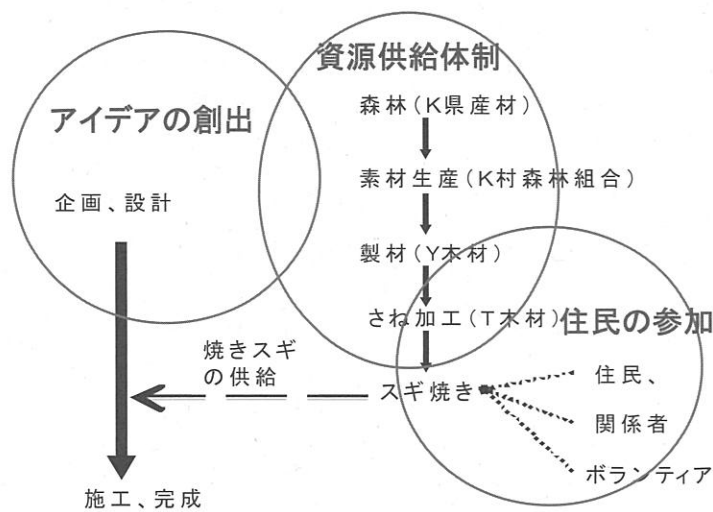 資源供給体制
アイデアの創出
森林(K県産材)
素材生産(K村森林組合)
企画、設計
製材(Y木材)
さね加工(T木材)
住民の参加
焼きスギ
の供給
スギ焼き
住民、
関係者
ボランティア
施工、完成